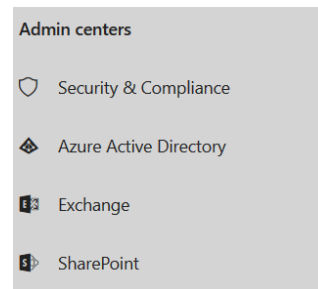 Admin centers
Security & Compliance
Azure Active Directory
Exchange
SharePoint